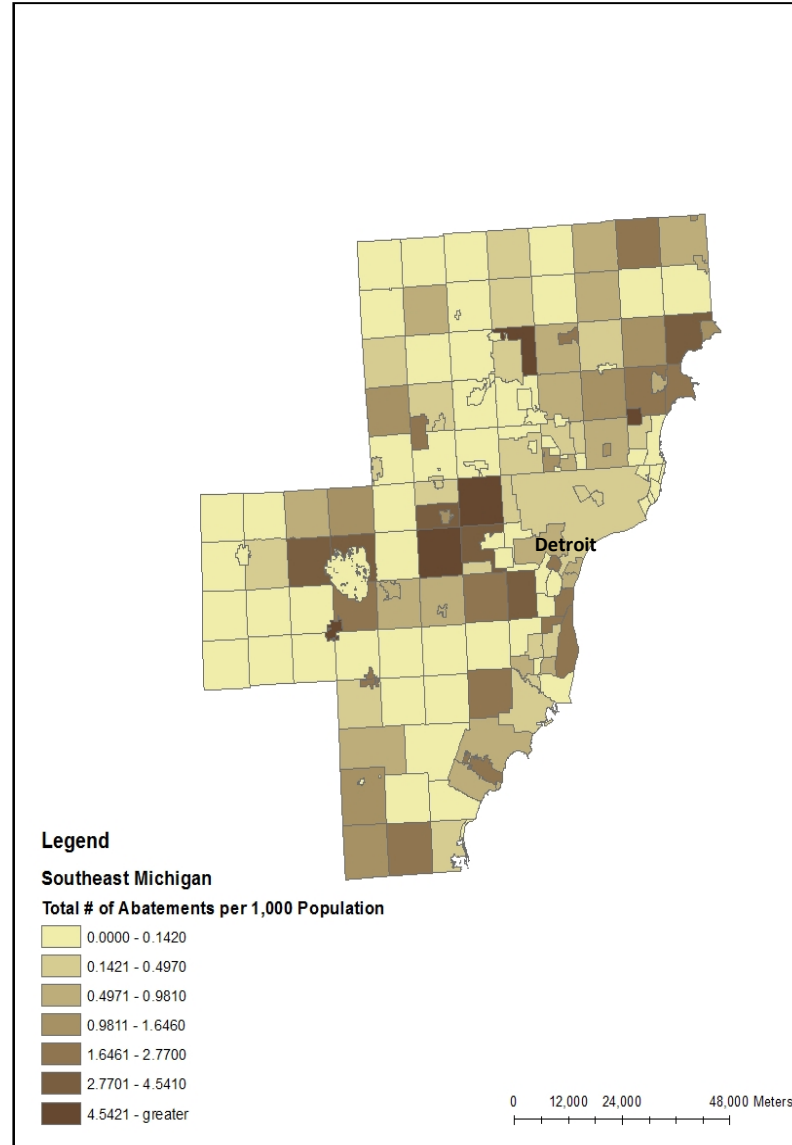 Detroit
Legend
Southeast Michigan
Total # of Abatements per 1,000 Population
0.0000 - 0.1420
0.1421 - 0.4970
0.4971 - 0.9810
0.9811 - 1.6460
1.6461 - 2.7700
2.7701 - 4.5410
4.5421 - greater
0 12,000 24,000 48,000 Meters